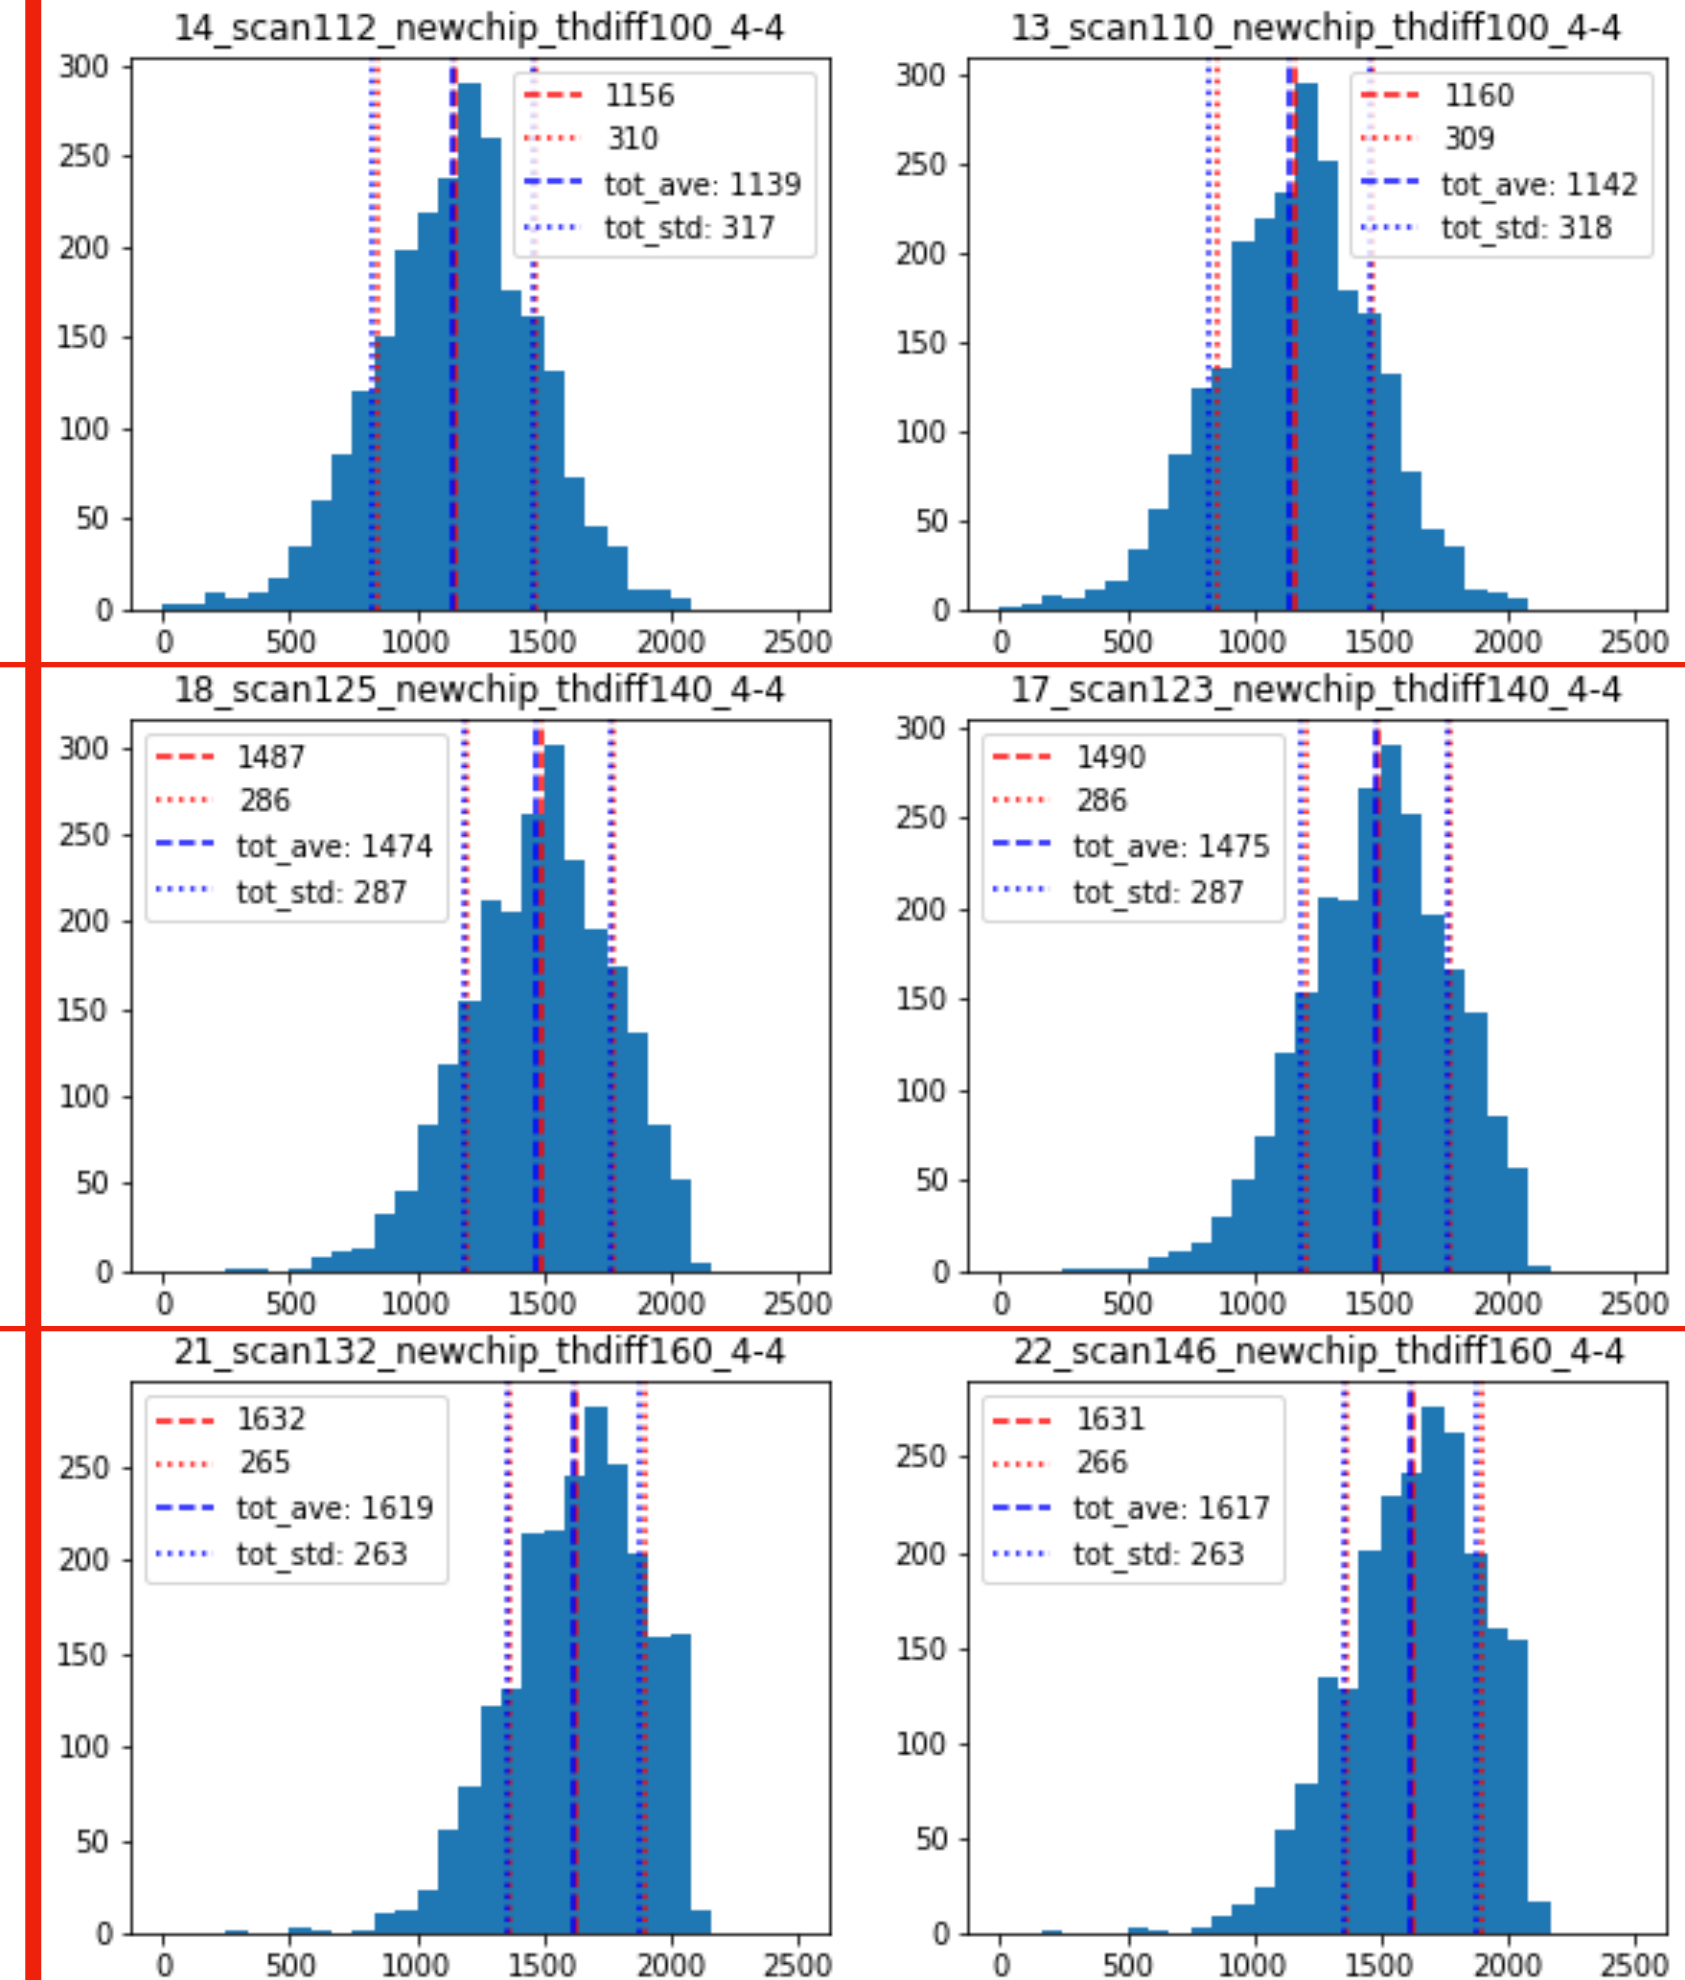 14_scan112_newchip_thdiff100_4-4
300
250
200
150
100
50
0
1156
310
tot_ave: 1139
tot_std: 317
0 500 1000 1500 2000 2500
13_scan110_newchip_thdiff100_4-4
300
250
200
150
100
50
0
1160
309
tot_ave: 1142
tot_std: 318
0 500 1000 1500 2000 2500
18_scan125_newchip_thdiff140_4-4
300
250
200
150
100
50
0
1487
286
tot_ave: 1474
tot_std: 287
0 500 1000 1500 2000 2500
17_scan123_newchip_thdiff140_4-4
300
250
200
150
100
50
0
1490
286
tot_ave: 1475
tot_std: 287
0 500 1000 1500 2000 2500
21_scan132_newchip_thdiff160_4-4
250
200
150
100
50
0
1632
265
tot_ave: 1619
tot_std: 263
0 500 1000 1500 2000 2500
22_scan146_newchip_thdiff160_4-4
250
200
150
100
50
0
1631
266
tot_ave: 1617
tot_std: 263
0 500 1000 1500 2000 2500